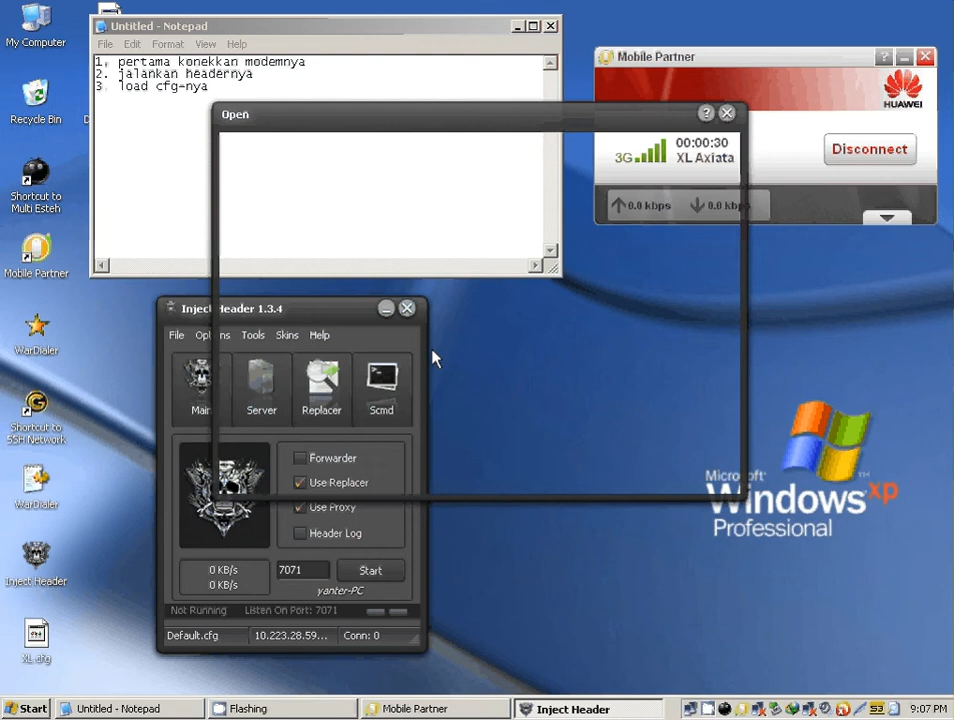 My Computer
Recycle Bin
Shortcut to
Multi Esteh
Mobile Partner
WarDialer
Shortcut to
SSH Network
WarDialer
Inject Header
XL.cfg
Untitled - Notepad
File Edit Format View Help
1. pertama konekkan modemnya
2. jalankan headernya
3. load cfg-nya
Open
Mobile Partner
HUAWEI
3G
00:00:30
XL Axiata
Disconnect
0.0 kbps 0.0 kbps
Inject Header 1.3.4
File Options Tools Skins Help
Main Server Replacer Scmd
Forwarder
Use Replacer
Use Proxy
Header Log
0 KB/s
0 KB/s
7071
Start
yanter-PC
Not Running Listen On Port: 7071
Default.cfg 10.223.28.59... Conn: 0
Microsoft
Windows xp
Professional
Start Untitled - Notepad Flashing Mobile Partner Inject Header 9:07 PM